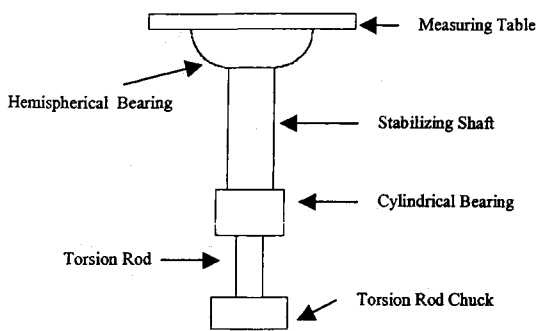 Measuring Table
Hemispherical Bearing
Stabilizing Shaft
Cylindrical Bearing
Torsion Rod
Torsion Rod Chuck